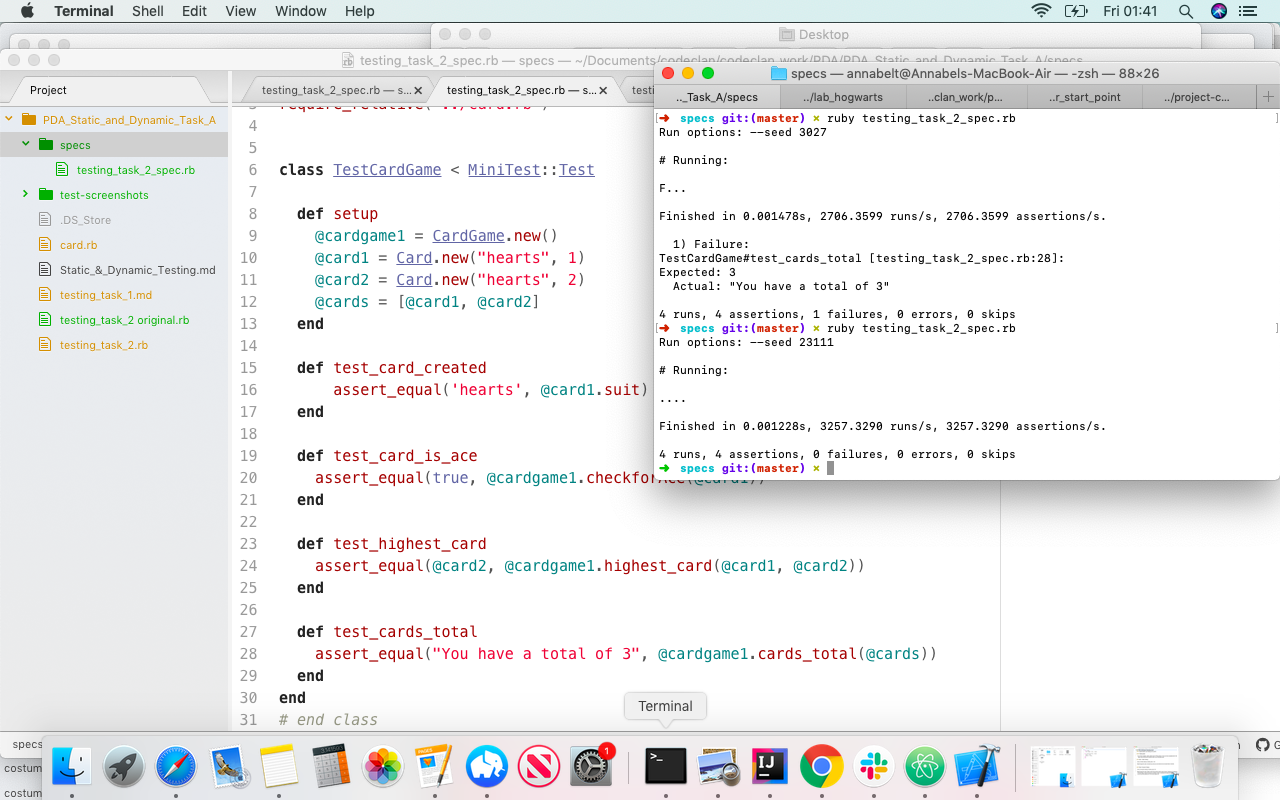 Terminal Shell Edit View Window Help Fri 01:41
Desktop
testing_task_2_spec.rb — specs — ~/Documents/codeclan/codeclan_work/PDA/PDA_Static_and_Dynamic_Task_A/specs
Project
testing_task_2_spec.rb — s...
testing_task_2_spec.rb — s...
PDA_Static_and_Dynamic_Task_A
specs
testing_task_2_spec.rb
test-screenshots
.DS_Store
card.rb
Static_&_Dynamic_Testing.md
testing_task_1.md
testing_task_2 original.rb
testing_task_2.rb
4
5
6 class TestCardGame < MiniTest::Test
7
8 def setup
9 @cardgame1 = CardGame.new()
10 @card1 = Card.new("hearts", 1)
11 @card2 = Card.new("hearts", 2)
12 @cards = [@card1, @card2]
13 end
14
15 def test_card_created
16 assert_equal('hearts', @card1.suit)
17 end
18
19 def test_card_is_ace
20 assert_equal(true, @cardgame1.checkforAce(@card1))
21 end
22
23 def test_highest_card
24 assert_equal(@card2, @cardgame1.highest_card(@card1, @card2))
25 end
26
27 def test_cards_total
28 assert_equal("You have a total of 3", @cardgame1.cards_total(@cards))
29 end
30 end
31 # end class
specs — annabelt@Annabels-MacBook-Air — -zsh — 88×26
.._Task_A/specs ../lab_hogwarts ..clan_work/p... ..r_start_point ../project-c... +
[➜ specs git:(master) × ruby testing_task_2_spec.rb ]
Run options: --seed 3027
# Running:
F...
Finished in 0.001478s, 2706.3599 runs/s, 2706.3599 assertions/s.
1) Failure:
TestCardGame#test_cards_total [testing_task_2_spec.rb:28]:
Expected: 3
Actual: "You have a total of 3"
4 runs, 4 assertions, 1 failures, 0 errors, 0 skips
[➜ specs git:(master) × ruby testing_task_2_spec.rb ]
Run options: --seed 23111
# Running:
....
Finished in 0.001228s, 3257.3290 runs/s, 3257.3290 assertions/s.
4 runs, 4 assertions, 0 failures, 0 errors, 0 skips
➜ specs git:(master) ×
Terminal
specs
costum
costum
PAGES
1
>_
IJ